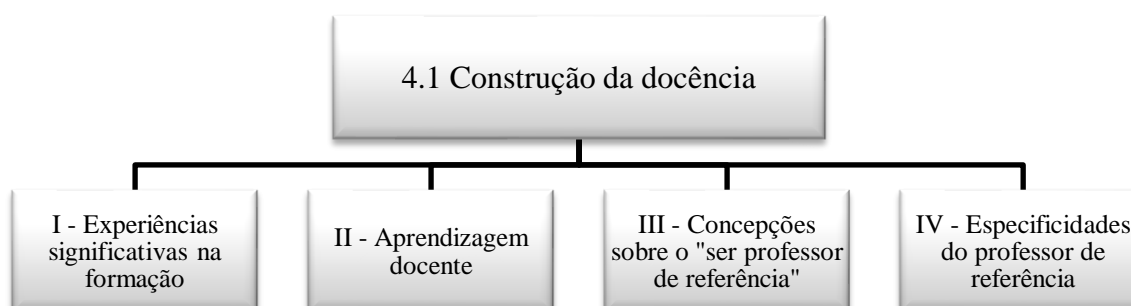 4.1 Construção da docência
I - Experiências
significativas na
formação
II - Aprendizagem
docente
III - Concepções
sobre o "ser professor
de referência"
IV - Especificidades
do professor de
referência